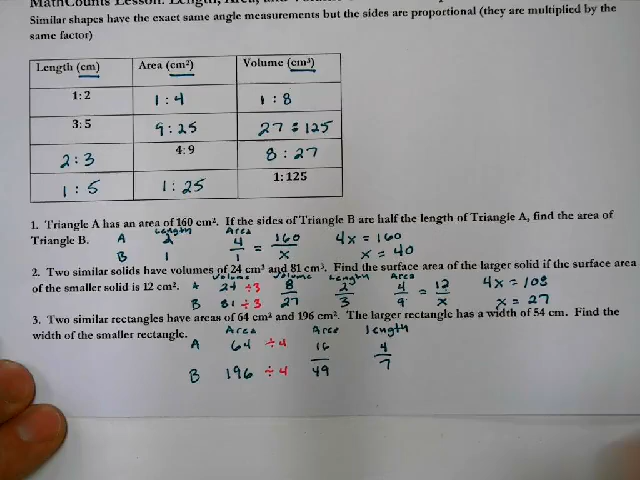 MathCounts Lesson: Length, Area, and
Similar shapes have the exact same angle measurements but the sides are proportional (they are multiplied by the
same factor)
Length (cm) Area (cm²) Volume (cm³)
1:2 1:4 1:8
3:5 9:25 27:125
2:3 4:9 8:27
1:5 1:25 1:125
1. Triangle A has an area of 160 cm². If the sides of Triangle B are half the length of Triangle A, find the area of
Triangle B. A Length 2 Area 4/1 = 160/x 4x = 160
B 1 x = 40
2. Two similar solids have volumes of 24 cm³ and 81 cm³. Find the surface area of the larger solid if the surface area
of the smaller solid is 12 cm². Volume Volume Length Area
A 24 ÷3 8/27 2/3 4/9 = 12/x 4x = 108
B 81 ÷3 x = 27
3. Two similar rectangles have areas of 64 cm² and 196 cm². The larger rectangle has a width of 54 cm. Find the
width of the smaller rectangle. Area Area length
A 64 ÷4 16/49 4/7
B 196 ÷4